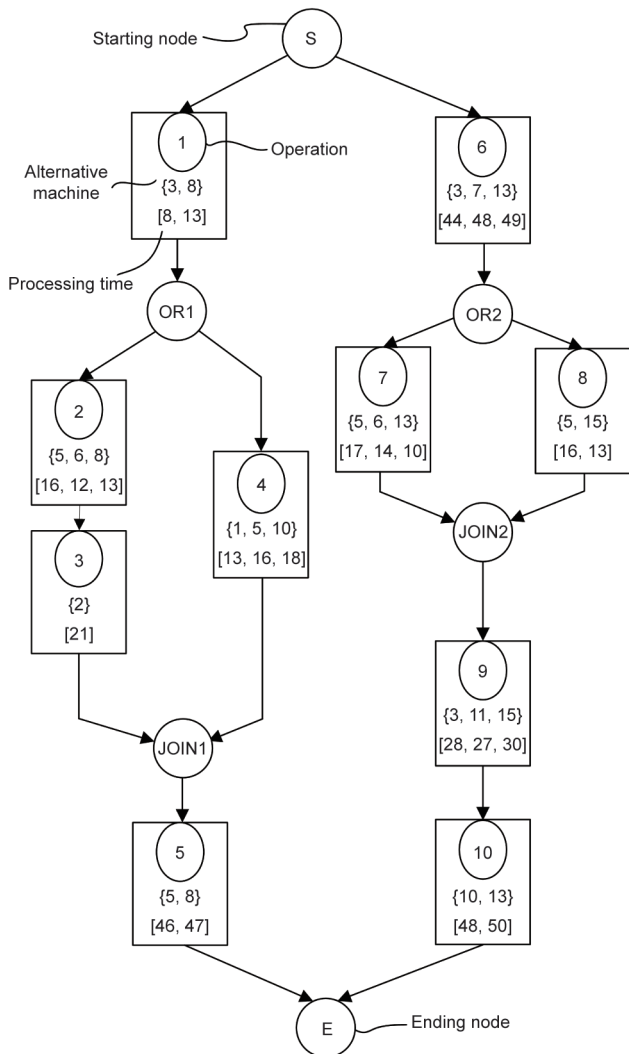 Starting node
S
1
Operation
Alternative
machine
{3, 8}
[8, 13]
Processing time
6
{3, 7, 13}
[44, 48, 49]
OR1
OR2
2
{5, 6, 8}
[16, 12, 13]
3
{2}
[21]
4
{1, 5, 10}
[13, 16, 18]
7
{5, 6, 13}
[17, 14, 10]
8
{5, 15}
[16, 13]
JOIN2
9
{3, 11, 15}
[28, 27, 30]
JOIN1
5
{5, 8}
[46, 47]
10
{10, 13}
[48, 50]
E
Ending node